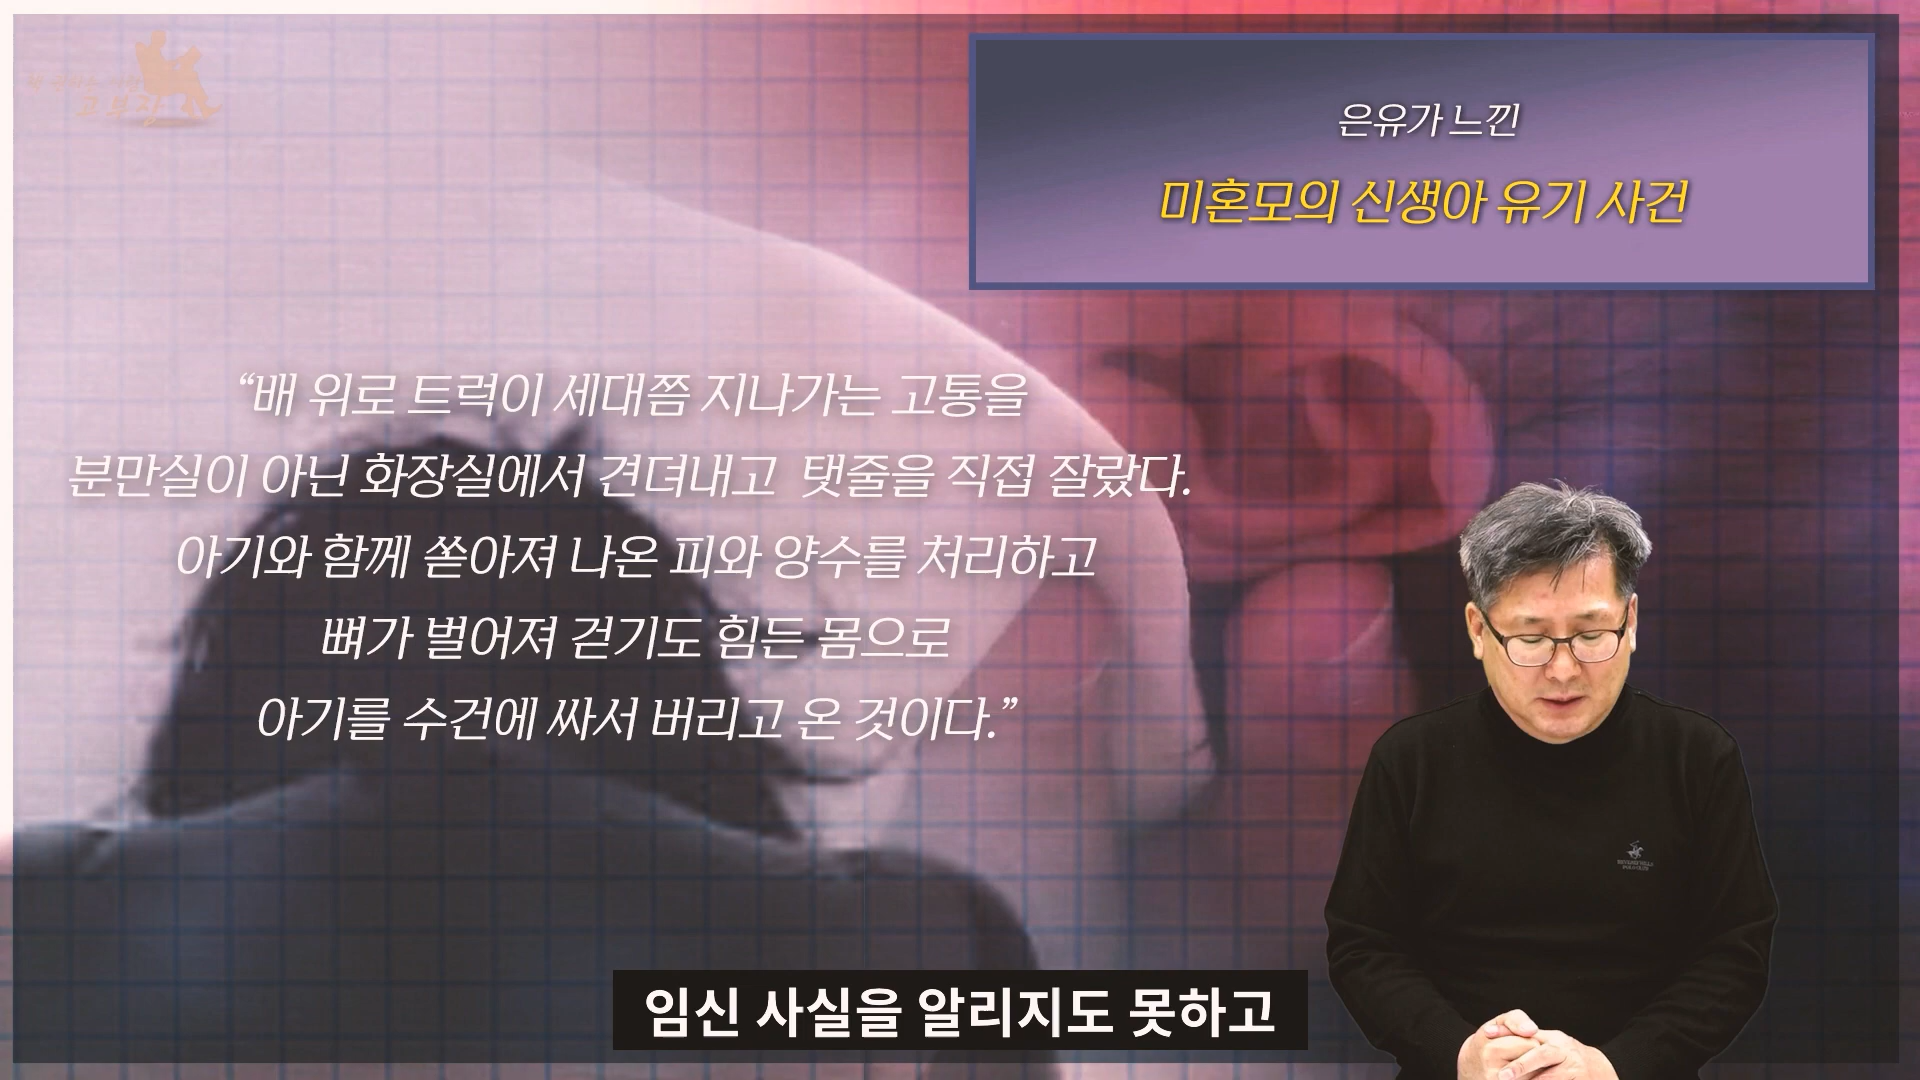 고부장
은유가 느낀
미혼모의 신생아 유기 사건
“배 위로 트럭이 세대쯤 지나가는 고통을
분만실이 아닌 화장실에서 견뎌내고 탯줄을 직접 잘랐다.
아기와 함께 쏟아져 나온 피와 양수를 처리하고
뼈가 벌어져 걷기도 힘든 몸으로
아기를 수건에 싸서 버리고 온 것이다.”
임신 사실을 알리지도 못하고